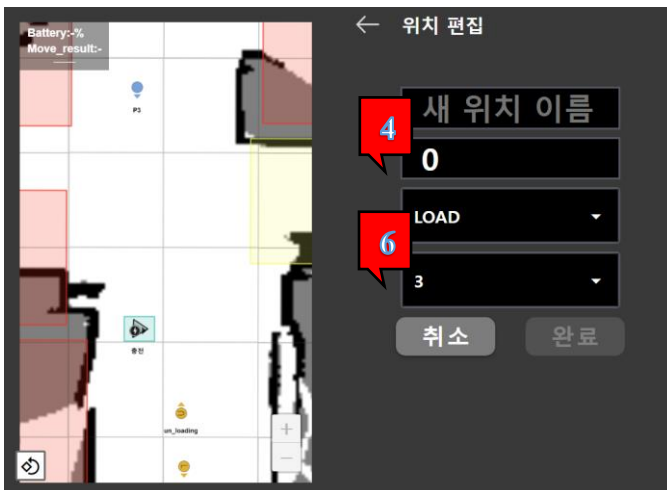 Battery:-%
Move_result:-
P3
충전
un_loading
+
−
← 위치 편집
새 위치 이름
4
0
LOAD
6
3
취소
완료